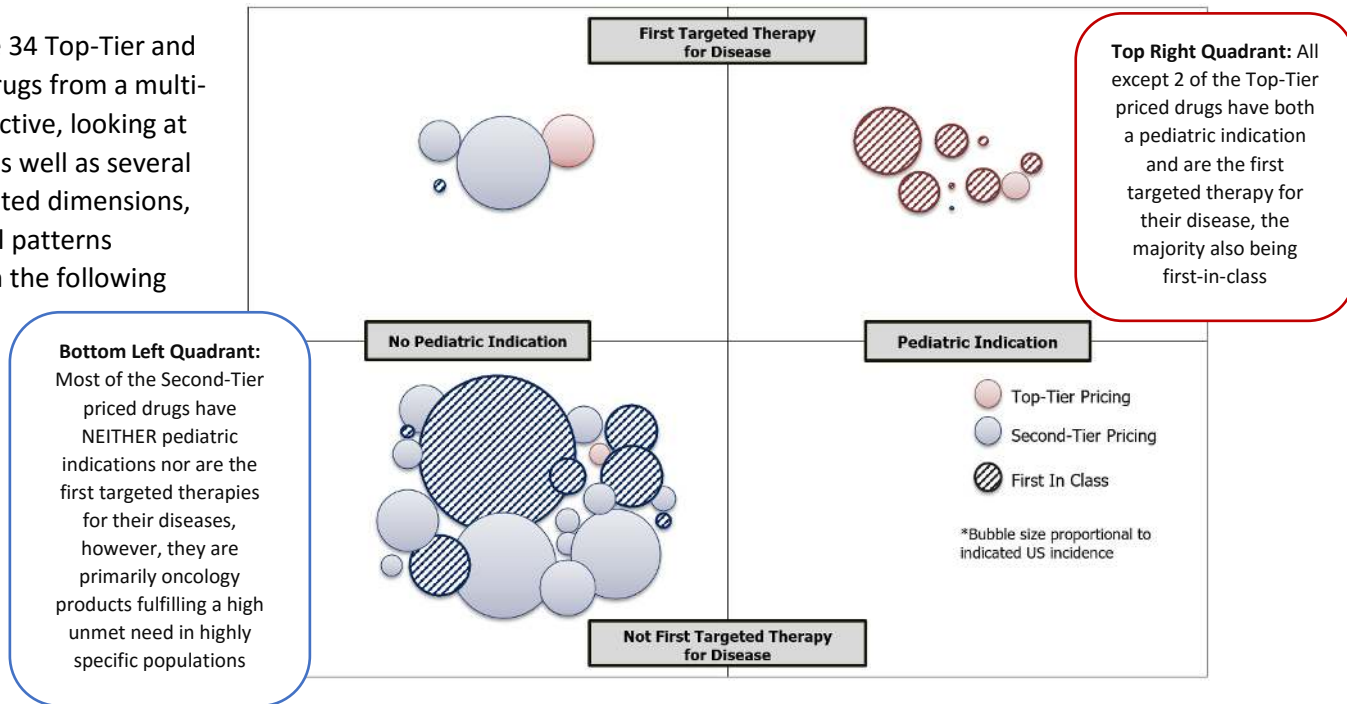 34 Top-Tier and
rugs from a multi-
ctive, looking at
s well as several
ted dimensions,
l patterns
the following
First Targeted Therapy
for Disease
Top Right Quadrant: All
except 2 of the Top-Tier
priced drugs have both
a pediatric indication
and are the first
targeted therapy for
their disease, the
majority also being
first-in-class
No Pediatric Indication
Pediatric Indication
Bottom Left Quadrant:
Most of the Second-Tier
priced drugs have
NEITHER pediatric
indications nor are the
first targeted therapies
for their diseases,
however, they are
primarily oncology
products fulfilling a high
unmet need in highly
specific populations
Top-Tier Pricing
Second-Tier Pricing
First In Class
*Bubble size proportional to
indicated US incidence
Not First Targeted Therapy
for Disease